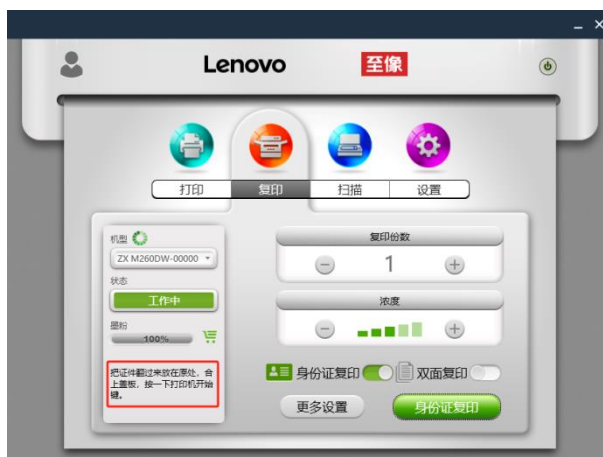 Lenovo 至像
打印 复印 扫描 设置
机型
ZX M260DW-00000
状态
工作中
墨粉
100%
把证件翻过来放在原处、合
上盖板、按一下打印机开始
键。
复印份数
1
浓度
身份证复印 双面复印
更多设置 身份证复印